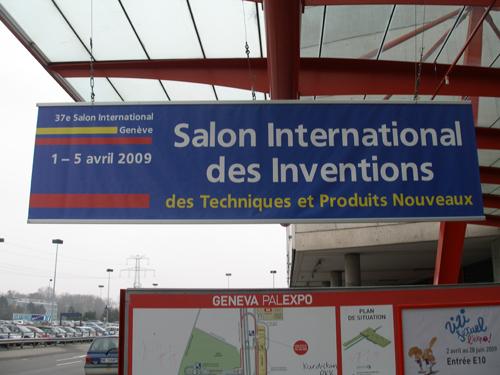 37e Salon International
Genève
1 – 5 avril 2009
Salon International
des Inventions
des Techniques et Produits Nouveaux
GENEVA PALEXPO
PLAN
DE SITUATION
2 avril au 28 juin 2009
Entrée E10